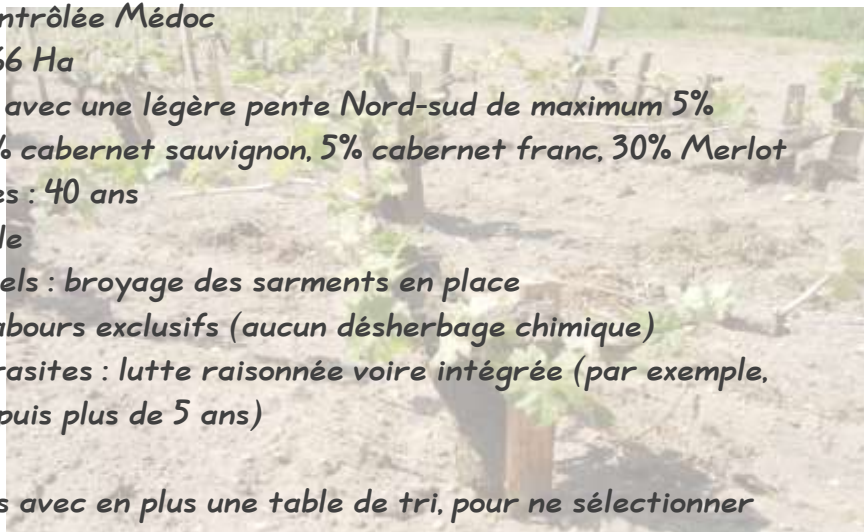 ntrôlée Médoc
66 Ha
avec une légère pente Nord-sud de maximum 5%
% cabernet sauvignon, 5% cabernet franc, 30% Merlot
es : 40 ans
le
els : broyage des sarments en place
abours exclusifs (aucun désherbage chimique)
rasites : lutte raisonnée voire intégrée (par exemple,
puis plus de 5 ans)
s avec en plus une table de tri, pour ne sélectionner